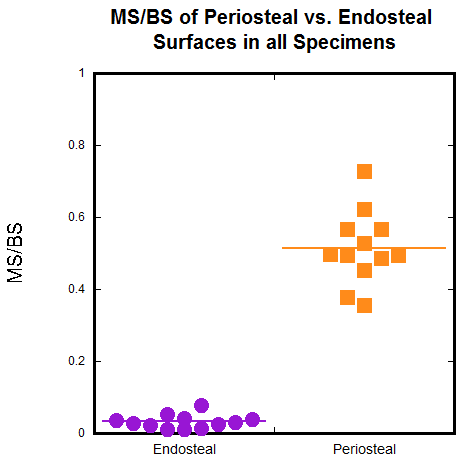 MS/BS of Periosteal vs. Endosteal
Surfaces in all Specimens
1
0.8
0.6
0.4
0.2
0
MS/BS
Endosteal
Periosteal